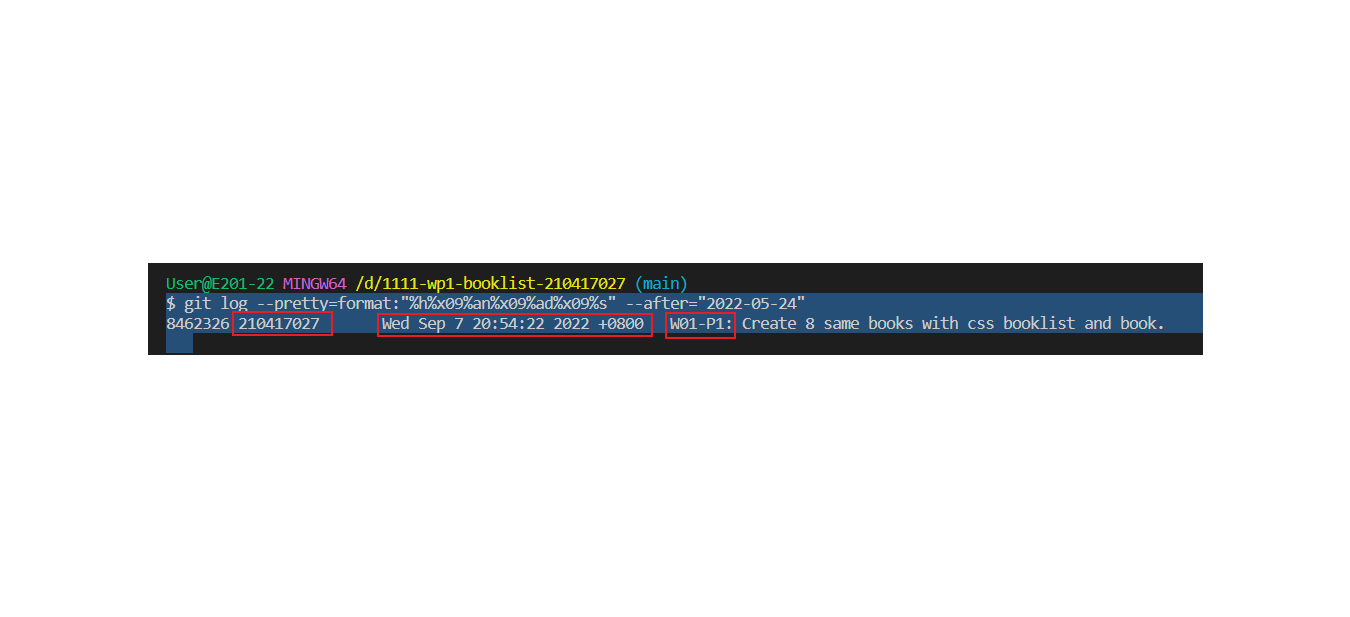 User@E201-22 MINGW64 /d/1111-wp1-booklist-210417027 (main)
$ git log --pretty=format:"%h%x09%an%x09%ad%x09%s" --after="2022-05-24"
8462326 210417027 Wed Sep 7 20:54:22 2022 +0800 W01-P1: Create 8 same books with css booklist and book.